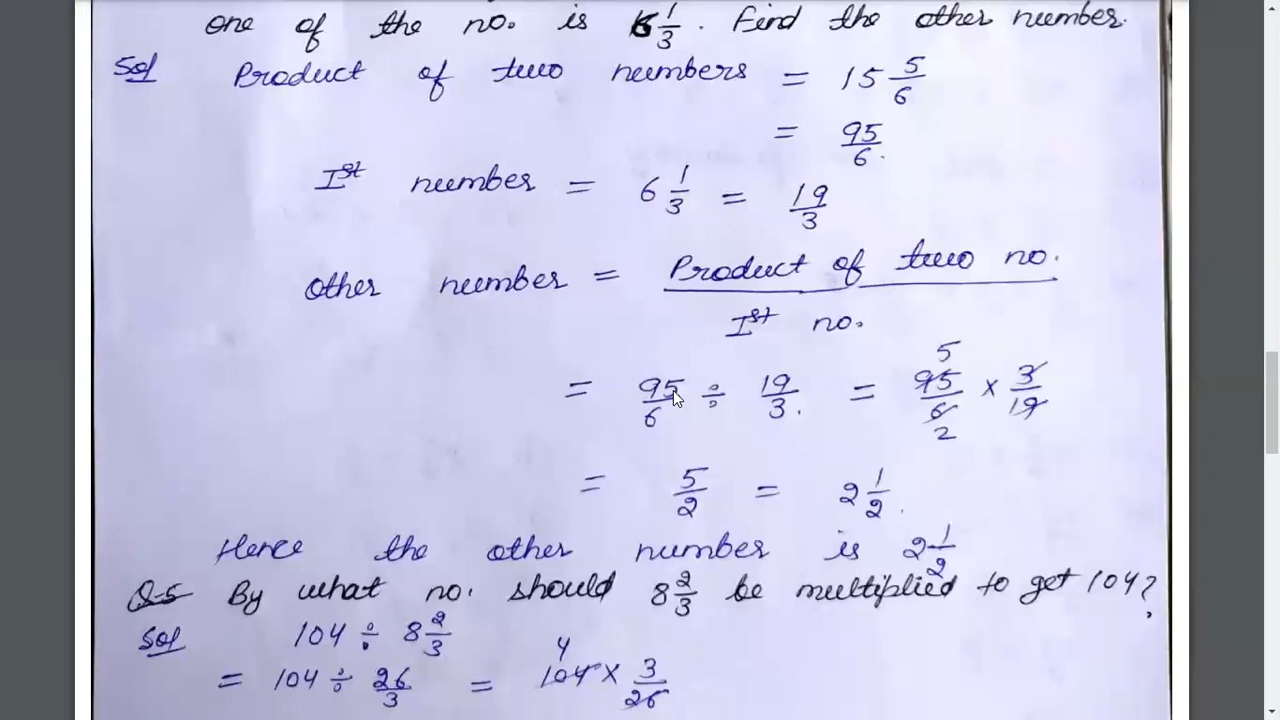 one of the no. is 6 1/3. Find the other number.
Sol Product of two numbers = 15 5/6
= 95/6.
Ist number = 6 1/3 = 19/3
Other number = Product of two no. / Ist no.
= 95/6 ÷ 19/3. = 95/6 × 3/19 5 2
= 5/2 = 2 1/2.
Hence the other number is 2 1/2
Q.5 By what no. should 8 2/3 be multiplied to get 104?
Sol 104 ÷ 8 2/3
= 104 ÷ 26/3 = 104 × 3/26 4